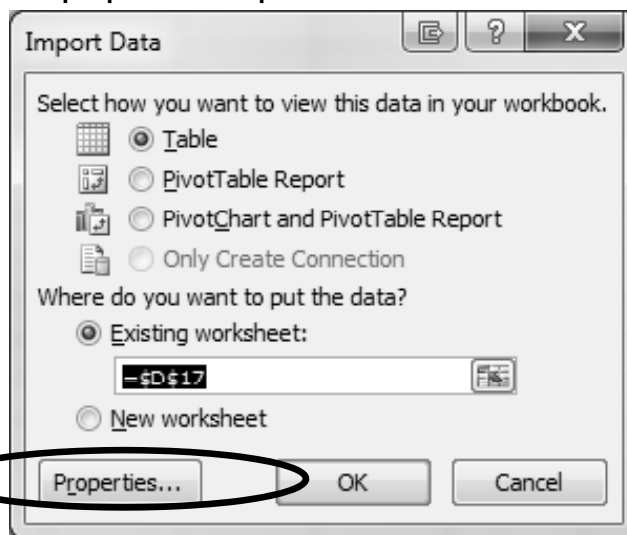 Import Data
Select how you want to view this data in your workbook.
Table
PivotTable Report
PivotChart and PivotTable Report
Only Create Connection
Where do you want to put the data?
Existing worksheet:
=$D$17
New worksheet
Properties... OK Cancel